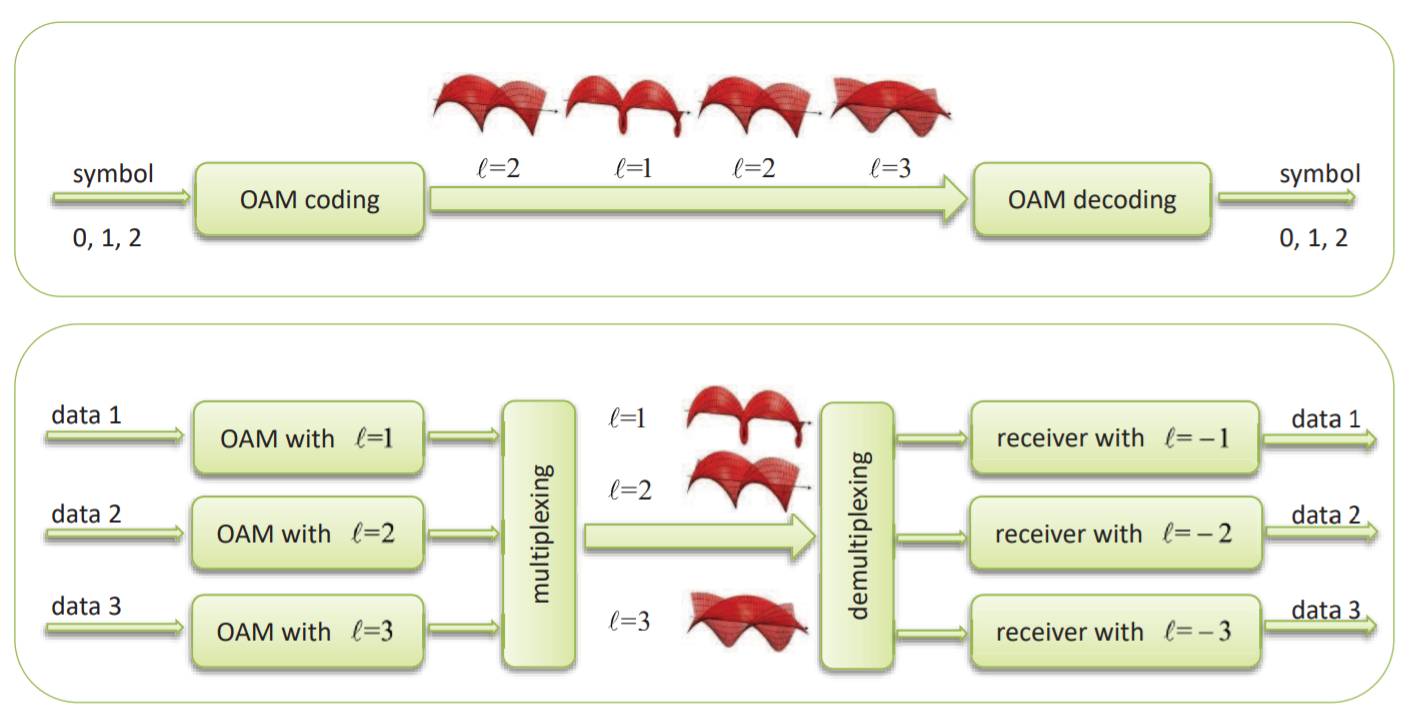 ℓ=2
ℓ=1
ℓ=2
ℓ=3
symbol
OAM coding
OAM decoding
symbol
0, 1, 2
0, 1, 2
data 1
OAM with ℓ=1
data 2
OAM with ℓ=2
data 3
OAM with ℓ=3
multiplexing
ℓ=1
ℓ=2
ℓ=3
demultiplexing
receiver with ℓ= −1
data 1
receiver with ℓ= −2
data 2
receiver with ℓ= −3
data 3